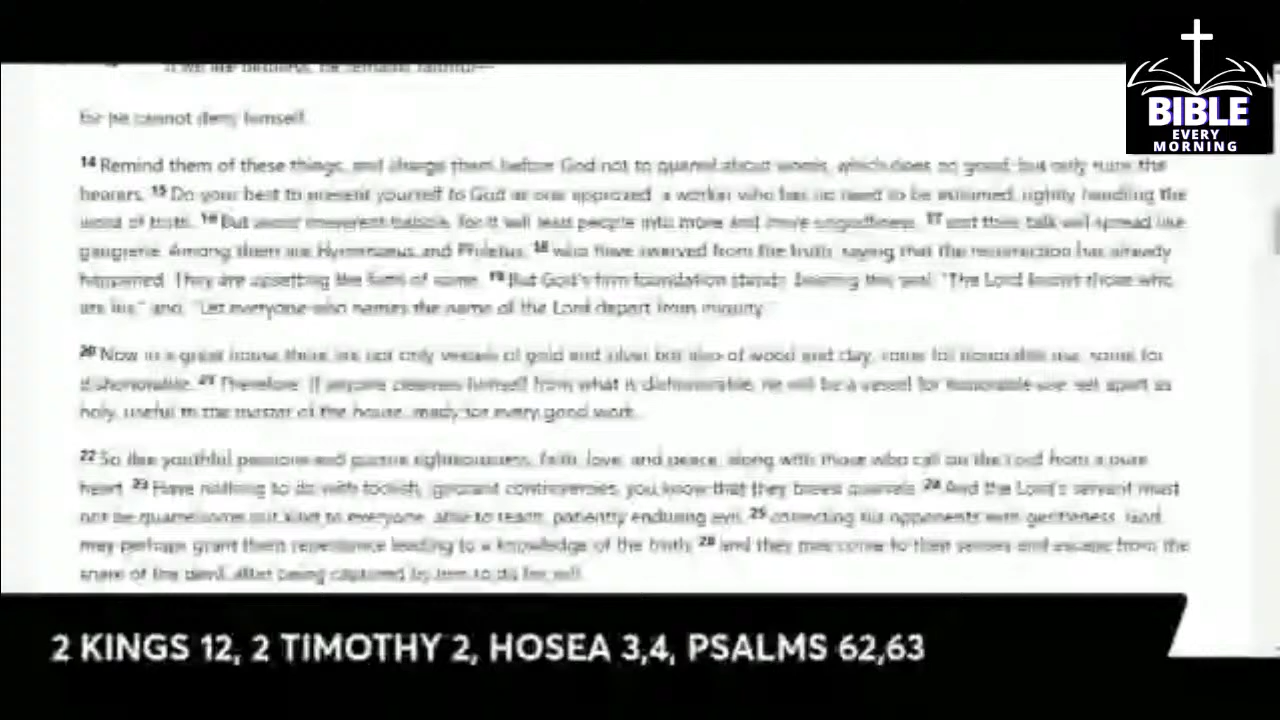 for he cannot deny himself.
BIBLE
EVERY
MORNING
14 Remind them of these things, and charge them before God not to quarrel about words, which does no good, but only ruins the
hearers. 15 Do your best to present yourself to God as one approved, a worker who has no need to be ashamed, rightly handling the
word of truth. 16 But avoid irreverent babble, for it will lead people into more and more ungodliness, 17 and their talk will spread like
gangrene. Among them are Hymenaeus and Philetus, 18 who have swerved from the truth, saying that the resurrection has already
happened. They are upsetting the faith of some. 19 But God's firm foundation stands, bearing this seal: "The Lord knows those who
are his," and, "Let everyone who names the name of the Lord depart from iniquity."
20 Now in a great house there are not only vessels of gold and silver but also of wood and clay, some for honorable use, some for
dishonorable. 21 Therefore, if anyone cleanses himself from what is dishonorable, he will be a vessel for honorable use, set apart as
holy, useful to the master of the house, ready for every good work.
22 So flee youthful passions and pursue righteousness, faith, love, and peace, along with those who call on the Lord from a pure
heart. 23 Have nothing to do with foolish, ignorant controversies; you know that they breed quarrels. 24 And the Lord's servant must
not be quarrelsome but kind to everyone, able to teach, patiently enduring evil, 25 correcting his opponents with gentleness. God
may perhaps grant them repentance leading to a knowledge of the truth, 26 and they may come to their senses and escape from the
snare of the devil, after being captured by him to do his will.
2 KINGS 12, 2 TIMOTHY 2, HOSEA 3,4, PSALMS 62,63